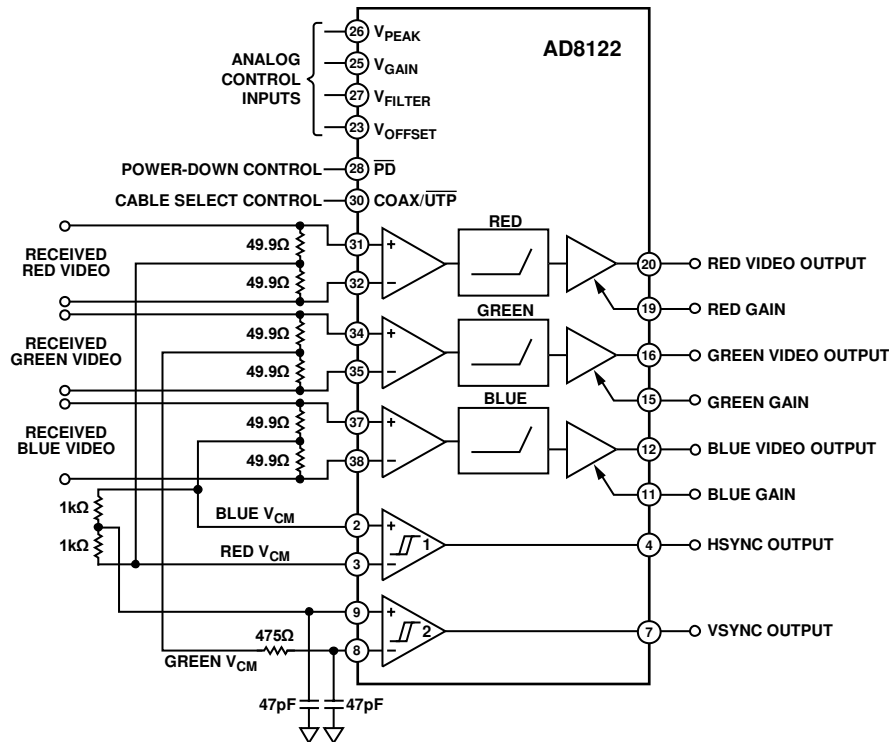 AD8122
ANALOG
CONTROL
INPUTS
26 VPEAK
25 VGAIN
27 VFILTER
23 VOFFSET
POWER-DOWN CONTROL 28 PD
CABLE SELECT CONTROL 30 COAX/UTP
RECEIVED
RED VIDEO
49.9Ω
49.9Ω
31 +
32 −
RED
20 RED VIDEO OUTPUT
19 RED GAIN
RECEIVED
GREEN VIDEO
49.9Ω
49.9Ω
34 +
35 −
GREEN
16 GREEN VIDEO OUTPUT
15 GREEN GAIN
RECEIVED
BLUE VIDEO
49.9Ω
49.9Ω
37 +
38 −
BLUE
12 BLUE VIDEO OUTPUT
11 BLUE GAIN
1kΩ
1kΩ
BLUE VCM 2 +
RED VCM 3 −
1
4 HSYNC OUTPUT
9 +
475Ω
GREEN VCM 8 −
2
7 VSYNC OUTPUT
47pF 47pF